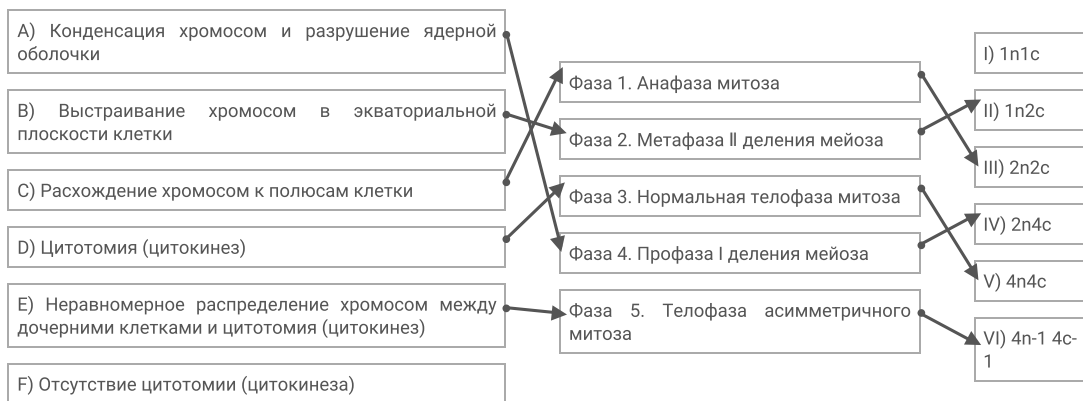 A) Конденсация хромосом и разрушение ядерной
оболочки
B) Выстраивание хромосом в экваториальной
плоскости клетки
C) Расхождение хромосом к полюсам клетки
D) Цитотомия (цитокинез)
E) Неравномерное распределение хромосом между
дочерними клетками и цитотомия (цитокинез)
F) Отсутствие цитотомии (цитокинеза)
Фаза 1. Анафаза митоза
Фаза 2. Метафаза II деления мейоза
Фаза 3. Нормальная телофаза митоза
Фаза 4. Профаза I деления мейоза
Фаза 5. Телофаза асимметричного
митоза
I) 1n1c
II) 1n2c
III) 2n2c
IV) 2n4c
V) 4n4c
VI) 4n-1 4c-
1